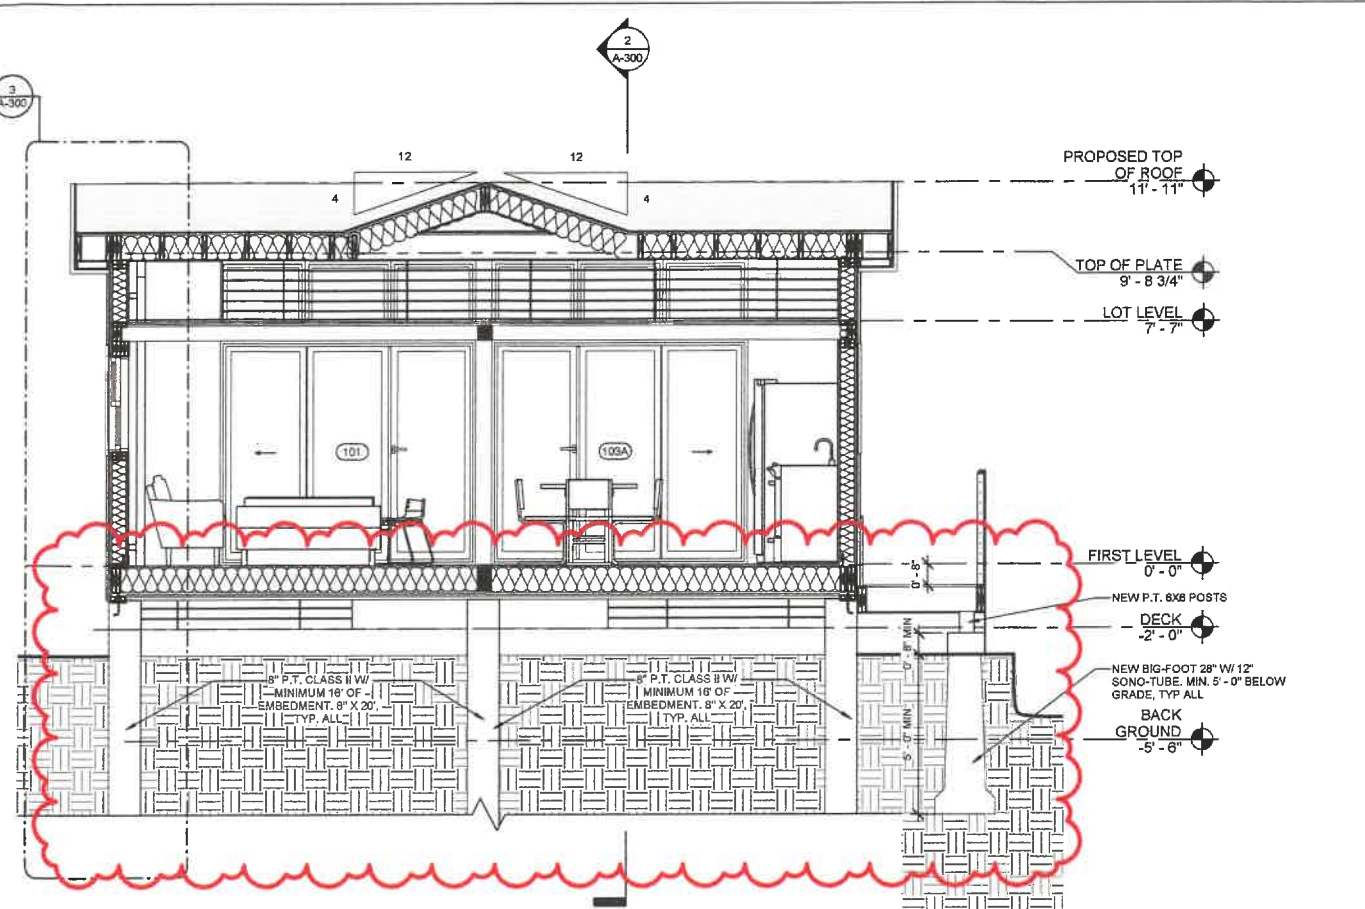 2
A-300
3
A-300
12
12
4
4
PROPOSED TOP
OF ROOF
11' - 11"
TOP OF PLATE
9' - 8 3/4"
LOT LEVEL
7' - 7"
101
103A
FIRST LEVEL
0' - 0"
0' - 8"
NEW P.T. 6X6 POSTS
DECK
-2' - 0"
0' - 8" MIN
8" P.T. CLASS II W/
MINIMUM 16' OF
EMBEDMENT. 8" X 20',
TYP. ALL
8" P.T. CLASS II W/
MINIMUM 16' OF
EMBEDMENT. 8" X 20',
TYP. ALL
NEW BIG-FOOT 28" W/ 12"
SONO-TUBE. MIN. 5' - 0" BELOW
GRADE, TYP ALL
5' - 0" MIN
BACK
GROUND
-5' - 6"